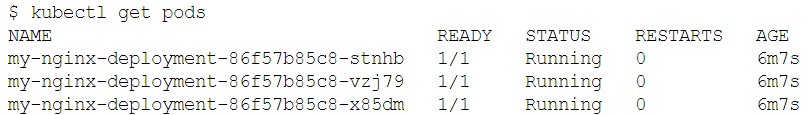 $ kubectl get pods
NAME READY STATUS RESTARTS AGE
my-nginx-deployment-86f57b85c8-stnhb 1/1 Running 0 6m7s
my-nginx-deployment-86f57b85c8-vzj79 1/1 Running 0 6m7s
my-nginx-deployment-86f57b85c8-x85dm 1/1 Running 0 6m7s